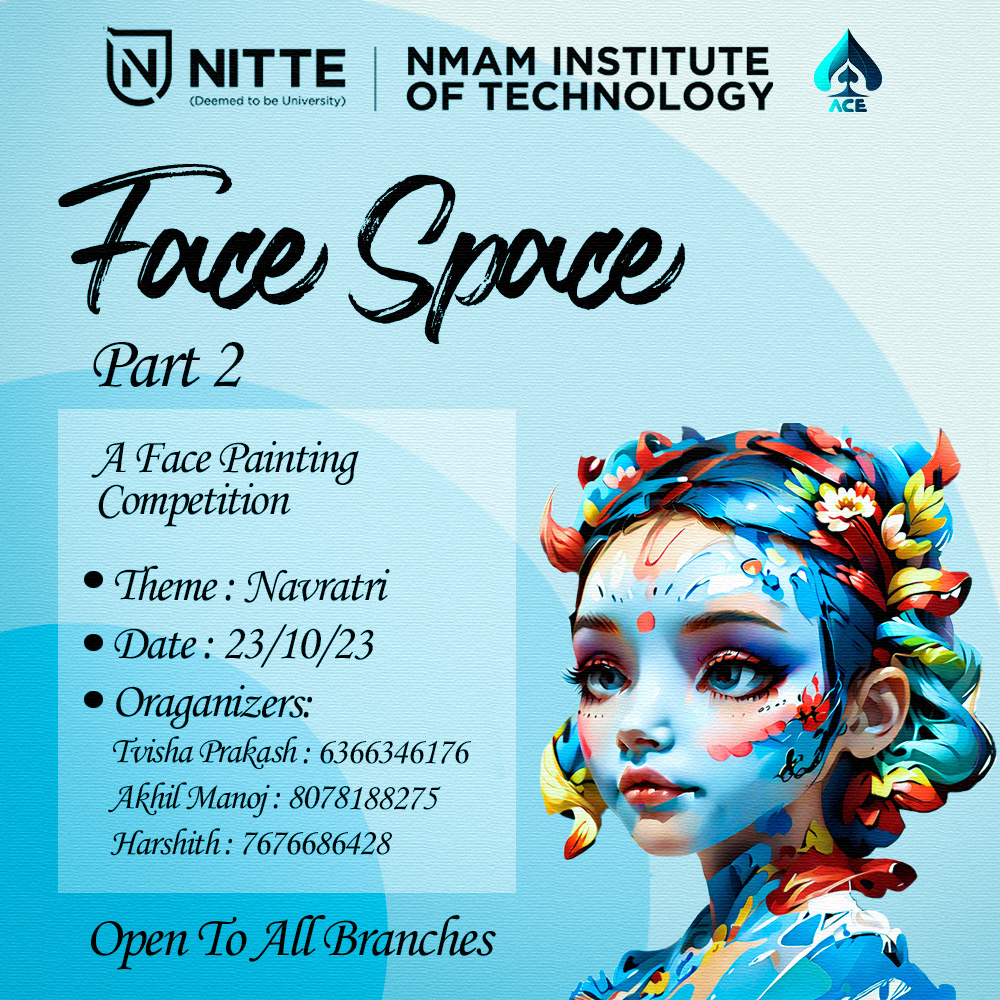 NITTE
(Deemed to be University)
NMAM INSTITUTE
OF TECHNOLOGY
ACE
Face Space
Part 2
A Face Painting
Competition
• Theme : Navratri
• Date : 23/10/23
• Oraganizers:
Tvisha Prakash : 6366346176
Akhil Manoj : 8078188275
Harshith : 7676686428
Open To All Branches